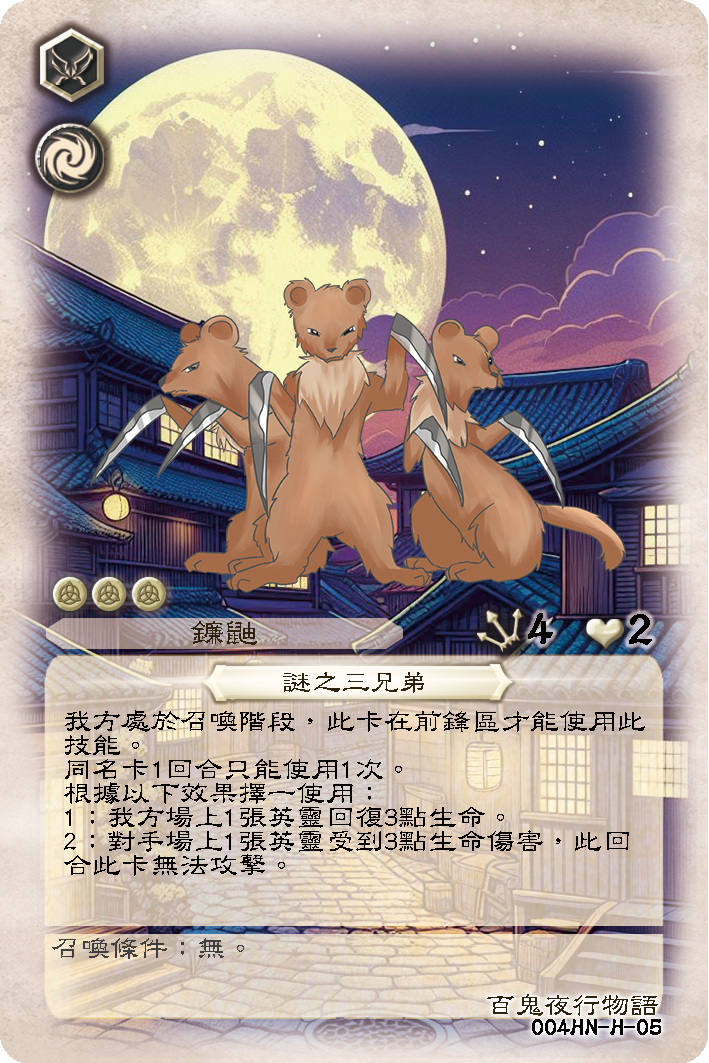 鐮鼬
4
2
謎之三兄弟
我方處於召喚階段，此卡在前鋒區才能使用此
技能。
同名卡1回合只能使用1次。
根據以下效果擇一使用：
1：我方場上1張英靈回復3點生命。
2：對手場上1張英靈受到3點生命傷害，此回
合此卡無法攻擊。
召喚條件：無。
百鬼夜行物語
004HN-H-05